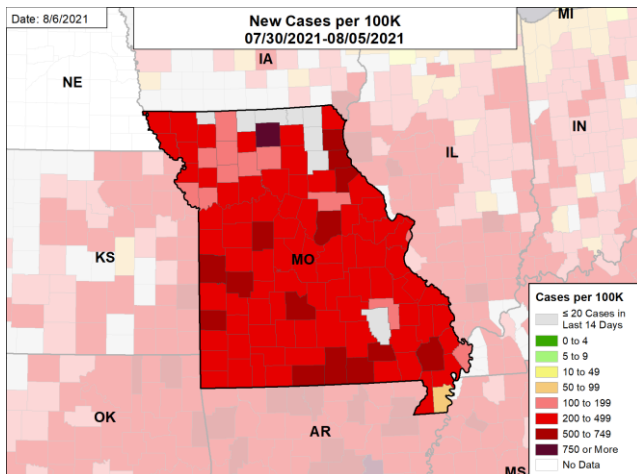 Date: 8/6/2021
New Cases per 100K
07/30/2021-08/05/2021
MI
IA
NE
IL
IN
KS
MO
OK
AR
MS
Cases per 100K
≤ 20 Cases in
Last 14 Days
0 to 4
5 to 9
10 to 49
50 to 99
100 to 199
200 to 499
500 to 749
750 or More
No Data